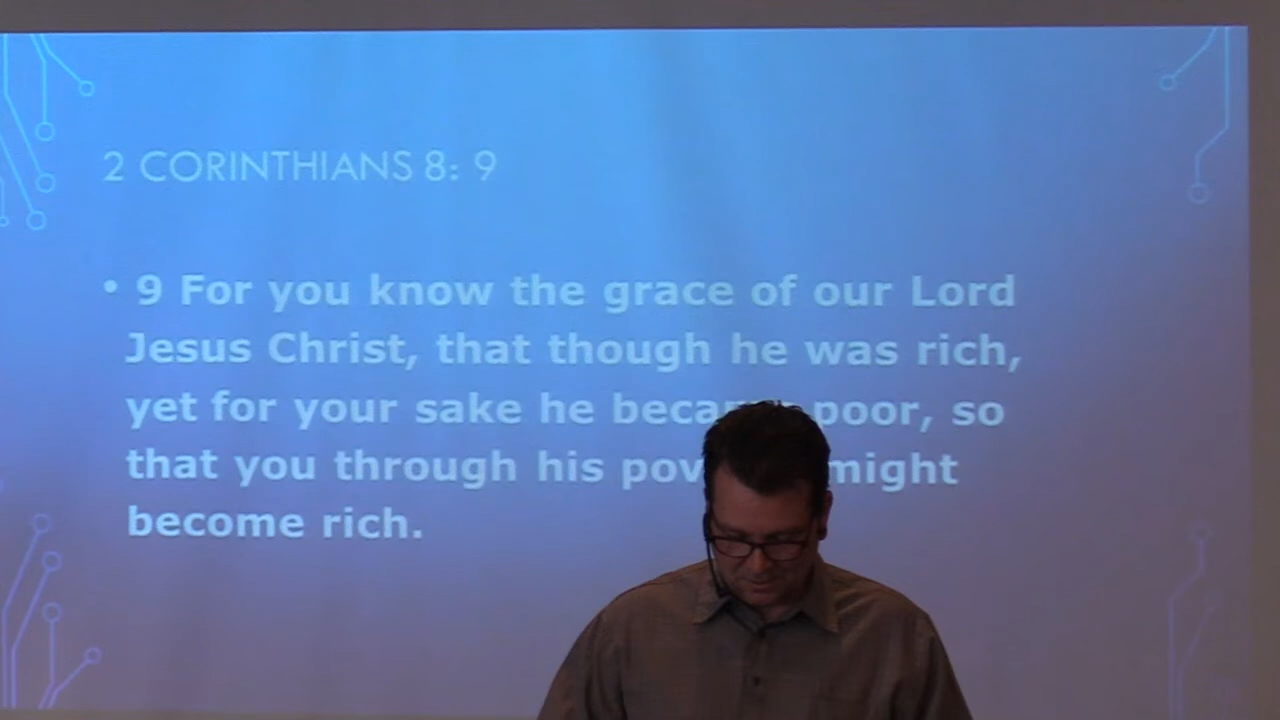 2 CORINTHIANS 8: 9
• 9 For you know the grace of our Lord
Jesus Christ, that though he was rich,
yet for your sake he became poor, so
that you through his might
become rich.